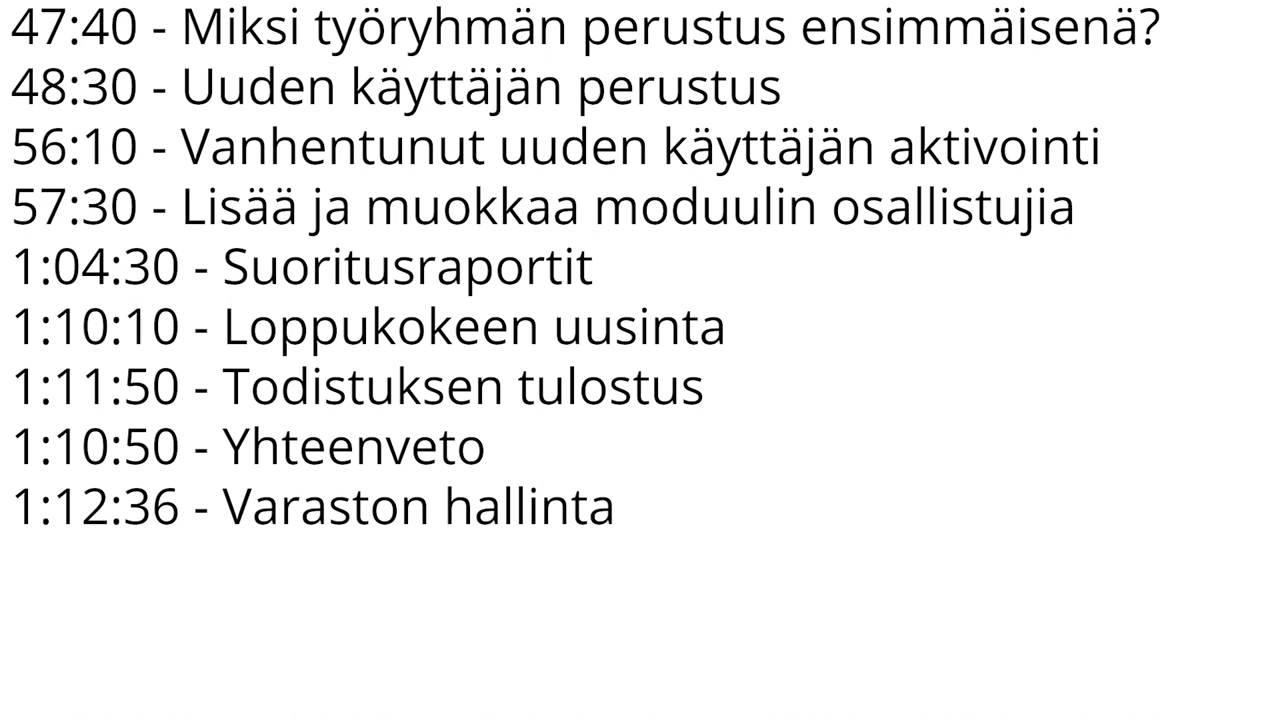 47:40 - Miksi työryhmän perustus ensimmäisenä?
48:30 - Uuden käyttäjän perustus
56:10 - Vanhentunut uuden käyttäjän aktivointi
57:30 - Lisää ja muokkaa moduulin osallistujia
1:04:30 - Suoritusraportit
1:10:10 - Loppukokeen uusinta
1:11:50 - Todistuksen tulostus
1:10:50 - Yhteenveto
1:12:36 - Varaston hallinta